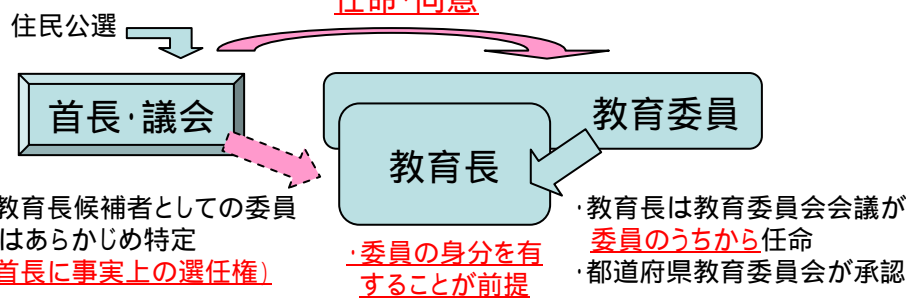 任命・同意
住民公選
首長・議会
教育委員
教育長
教育長候補者としての委員
はあらかじめ特定
首長に事実上の選任権)
・委員の身分を有
することが前提
・教育長は教育委員会会議が
委員のうちから任命
・都道府県教育委員会が承認